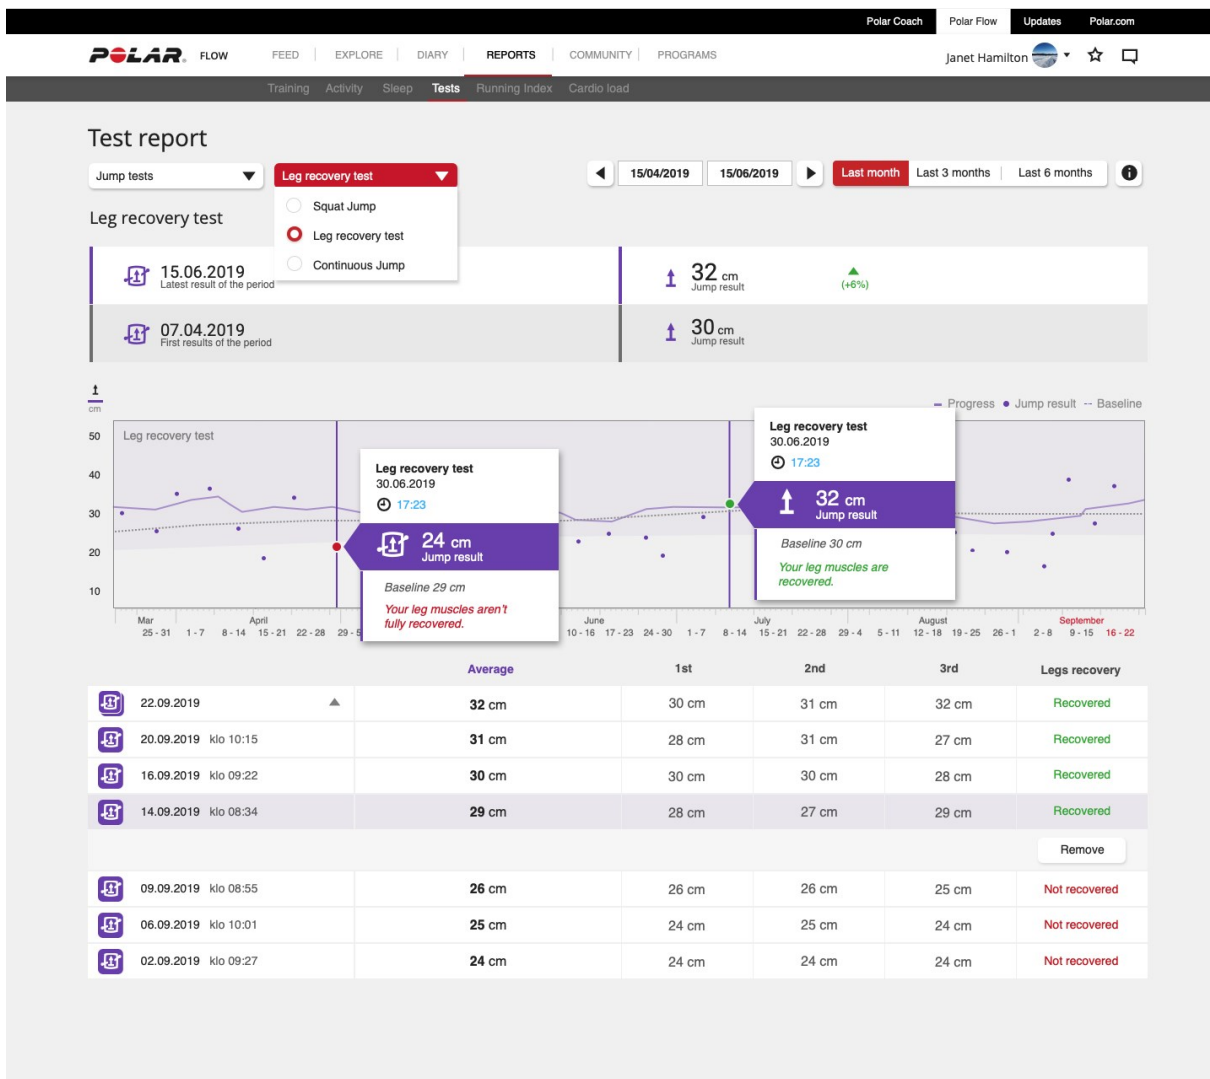 Polar Coach Polar Flow Updates Polar.com
POLAR. FLOW FEED EXPLORE DIARY REPORTS COMMUNITY PROGRAMS Janet Hamilton
Training Activity Sleep Tests Running Index Cardio load
Test report
Jump tests Leg recovery test 15/04/2019 15/06/2019 Last month Last 3 months Last 6 months i
Squat Jump
Leg recovery test
Leg recovery test
Continuous Jump
15.06.2019
Latest result of the period
32 cm
Jump result
(+6%)
07.04.2019
First results of the period
30 cm
Jump result
cm
Progress Jump result Baseline
50
40
30
20
10
Leg recovery test
Leg recovery test
30.06.2019
17:23
24 cm
Jump result
Baseline 29 cm
Your leg muscles aren't
fully recovered.
Leg recovery test
30.06.2019
17:23
32 cm
Jump result
Baseline 30 cm
Your leg muscles are
recovered.
Mar April June July August September
25 - 31 1 - 7 8 - 14 15 - 21 22 - 28 29 - 10 - 16 17 - 23 24 - 30 1 - 7 8 - 14 15 - 21 22 - 28 29 - 4 5 - 11 12 - 18 19 - 25 26 - 1 2 - 8 9 - 15 16 - 22
Average 1st 2nd 3rd Legs recovery
22.09.2019 32 cm 30 cm 31 cm 32 cm Recovered
20.09.2019 klo 10:15 31 cm 28 cm 31 cm 27 cm Recovered
16.09.2019 klo 09:22 30 cm 30 cm 30 cm 28 cm Recovered
14.09.2019 klo 08:34 29 cm 28 cm 27 cm 29 cm Recovered
Remove
09.09.2019 klo 08:55 26 cm 26 cm 26 cm 25 cm Not recovered
06.09.2019 klo 10:01 25 cm 24 cm 25 cm 24 cm Not recovered
02.09.2019 klo 09:27 24 cm 24 cm 24 cm 24 cm Not recovered